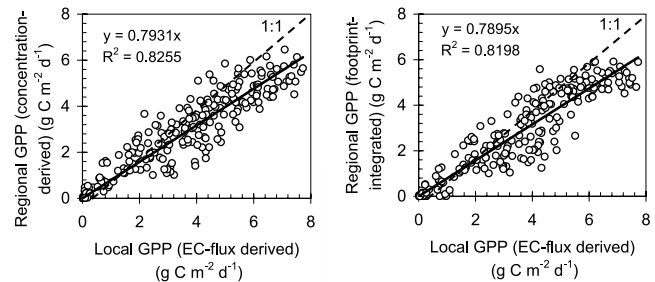 Regional GPP (concentration-
derived) (g C m-2 d-1)
8
6
4
2
0
y = 0.7931x
R2 = 0.8255
1:1
0 2 4 6 8
Local GPP (EC-flux derived)
(g C m-2 d-1)
Regional GPP (footprint-
integrated) (g C m-2 d-1)
8
6
4
2
0
y = 0.7895x
R2 = 0.8198
1:1
0 2 4 6 8
Local GPP (EC-flux derived)
(g C m-2 d-1)